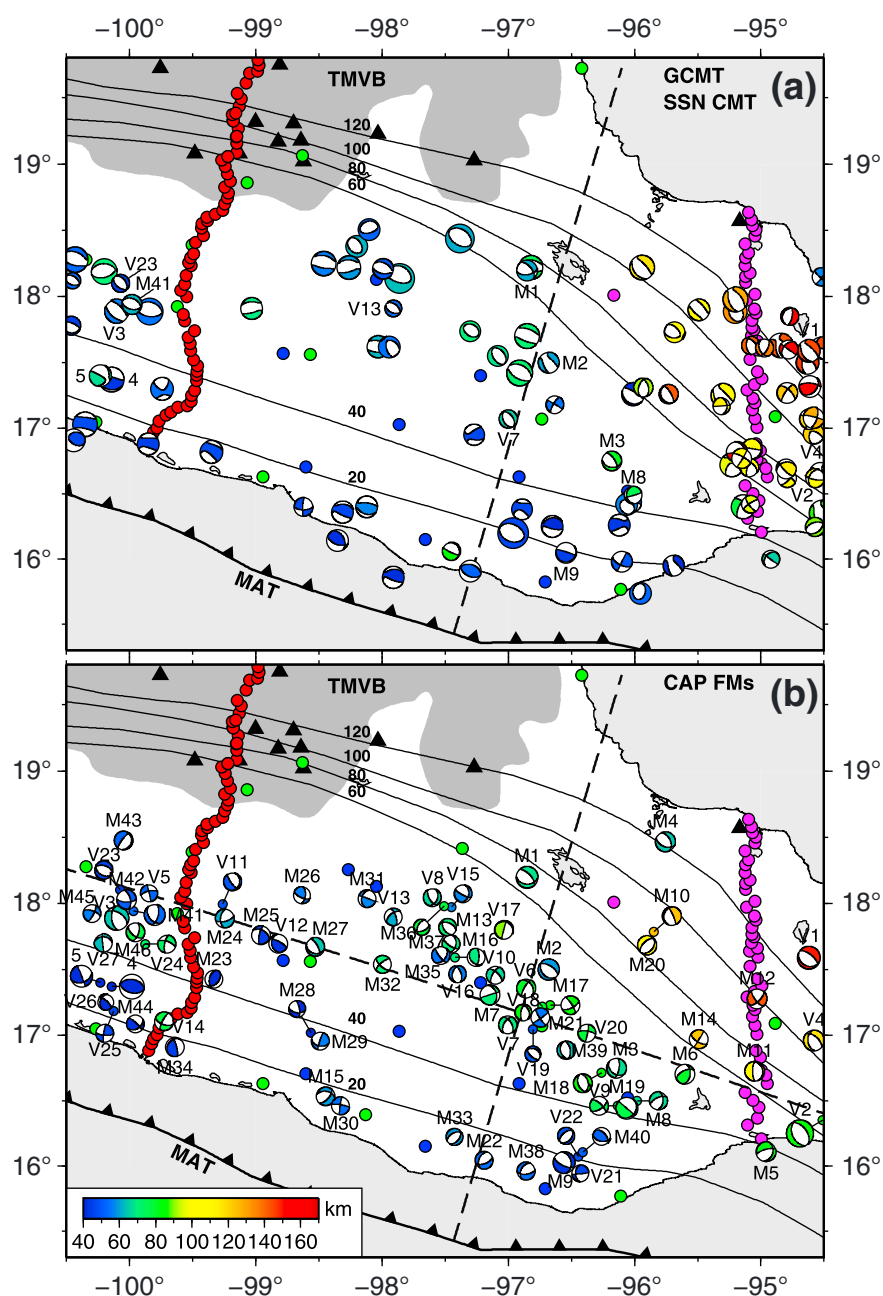 −100° −99° −98° −97° −96° −95°
TMVB GCMT (a)
SSN CMT
120
100
80
60
19° 19°
V23
M41
M1
18° 18°
V13
V3
V1
M2
5 4
40
17° 17°
V7
M3
M8
V4
V2
20
16° 16°
M9
MAT
TMVB CAP FMs (b)
120
100
80
60
19° 19°
M43
M4
V23
M1
V11
M42 V5
M26
M31
V8 V15
M10
M45
V3
M41
V13
18° 18°
M24
M25
V12
M27
M36
M13
V17
M20
V1
M46
V24
M37
M16
M2
5 V27 4
M23
M32
M35
V10
V6
M17
M12
V26
M44
V16
M28
M7
V18
M21
V20
M14
V4
V14
40
17° 17°
V25
M34
M29
V7
V19
M39
M3
M6
M11
M15
20
M18
V9
M19
M8
V2
M30
M33
V22
M40
M22
M38
16° 16°
M9
V21
M5
MAT
km
40 60 80 100 120 140 160
−100° −99° −98° −97° −96° −95°